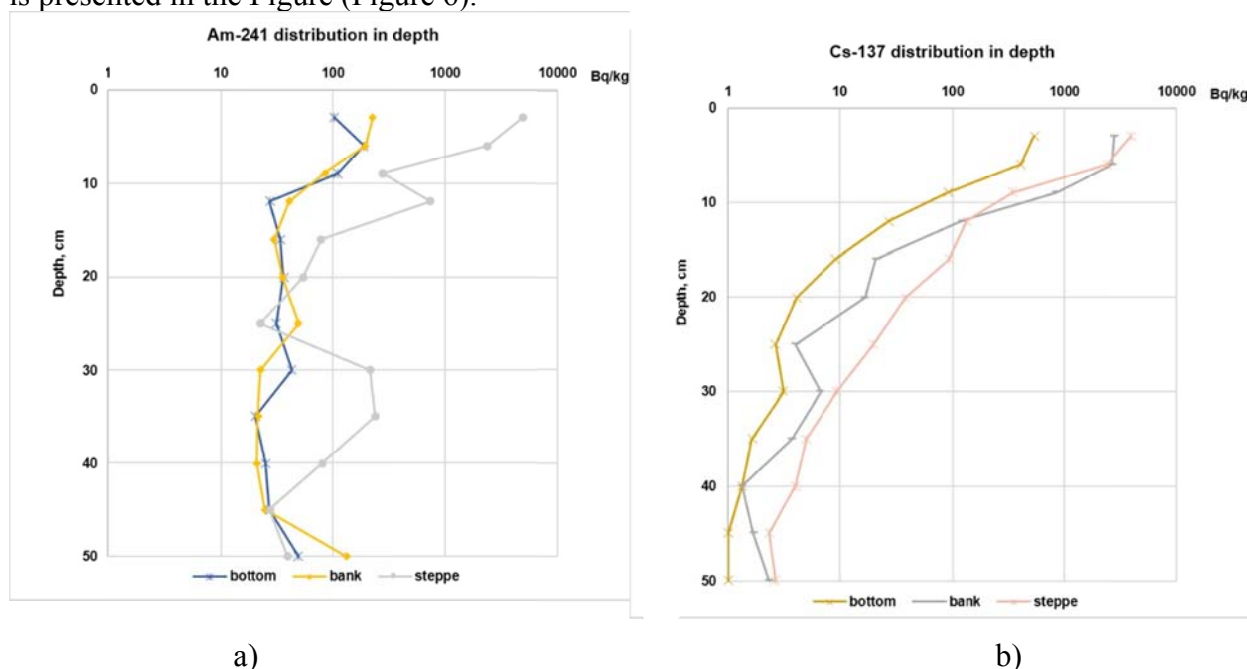 is presented in the Figure (Figure 6).
Am-241 distribution in depth
1 10 100 1000 10000 Bq/kg
0
10
20
30
40
50
Depth, cm
bottom bank steppe
a)
Cs-137 distribution in depth
1 10 100 1000 10000 Bq/kg
0
10
20
30
40
50
Depth, cm
bottom bank steppe
b)